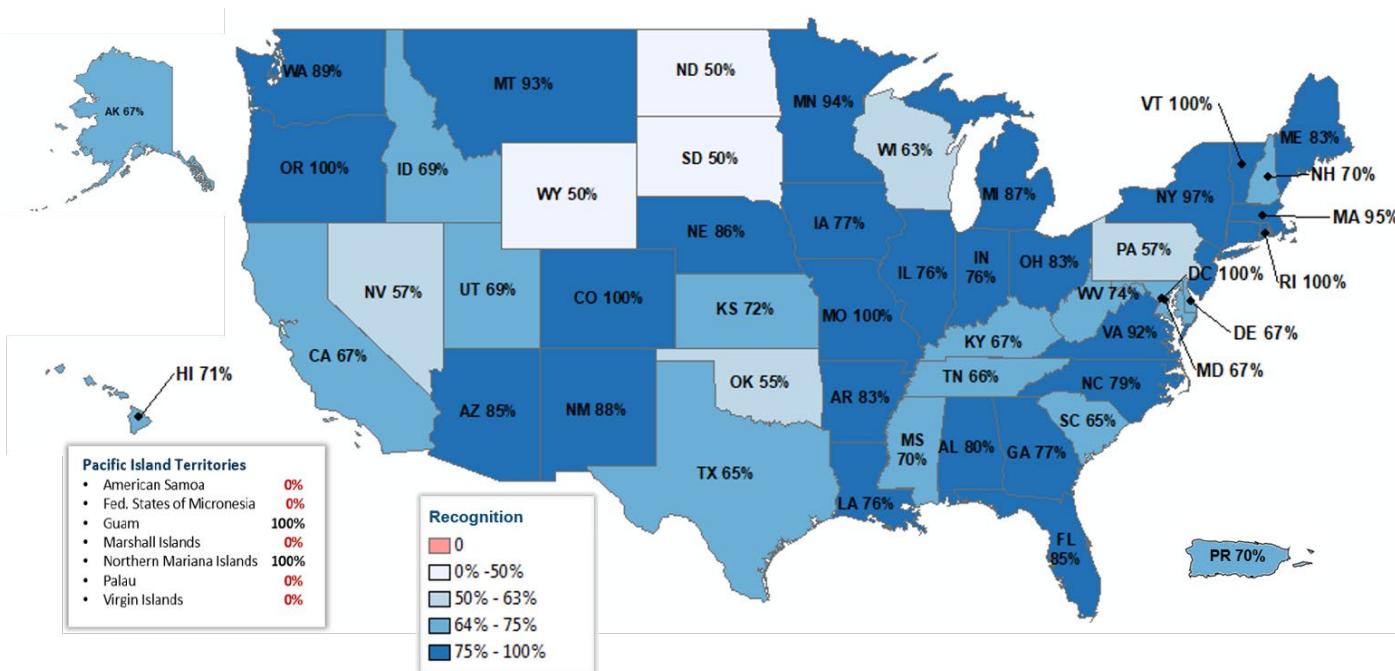 AK 67%
WA 89%
MT 93%
ND 50%
MN 94%
VT 100%
ME 83%
OR 100%
ID 69%
SD 50%
WI 63%
NH 70%
WY 50%
MI 87%
NY 97%
MA 95%
NE 86%
IA 77%
PA 57%
DC 100%
RI 100%
NV 57%
UT 69%
CO 100%
IL 76%
IN
76%
OH 83%
WV 74%
KS 72%
MO 100%
VA 92%
DE 67%
CA 67%
KY 67%
MD 67%
HI 71%
TN 66%
NC 79%
OK 55%
AR 83%
AZ 85%
NM 88%
SC 65%
MS
70%
AL 80%
GA 77%
TX 65%
LA 76%
FL
85%
PR 70%
Pacific Island Territories
• American Samoa 0%
• Fed. States of Micronesia 0%
• Guam 100%
• Marshall Islands 0%
• Northern Mariana Islands 100%
• Palau 0%
• Virgin Islands 0%
Recognition
0
0% -50%
50% - 63%
64% - 75%
75% - 100%